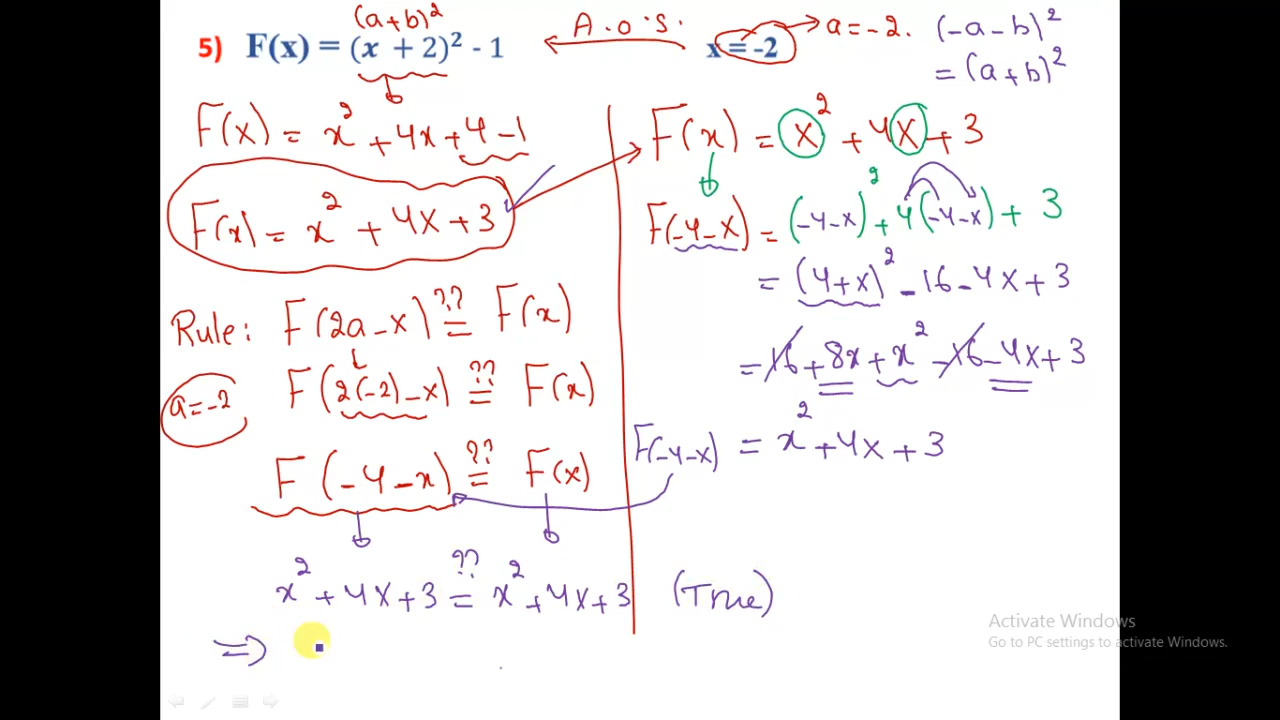 (a+b)²
5) F(x) = (x + 2)² - 1
A.O.S.
x = -2
a = -2.
(-a-b)²
= (a+b)²
F(x) = x² + 4x + 4 - 1
F(x) = x² + 4x + 3
Rule: F(2a-x) ??= F(x)
a = -2
F(2(-2)-x) ??= F(x)
F(-4-x) ??= F(x)
x² + 4x + 3 ??= x² + 4x + 3 (True)
⇒
F(x) = x² + 4x + 3
F(-4-x) = (-4-x)² + 4(-4-x) + 3
= (4+x)² - 16 - 4x + 3
= 16 + 8x + x² - 16 - 4x + 3
F(-4-x) = x² + 4x + 3
Activate Windows
Go to PC settings to activate Windows.